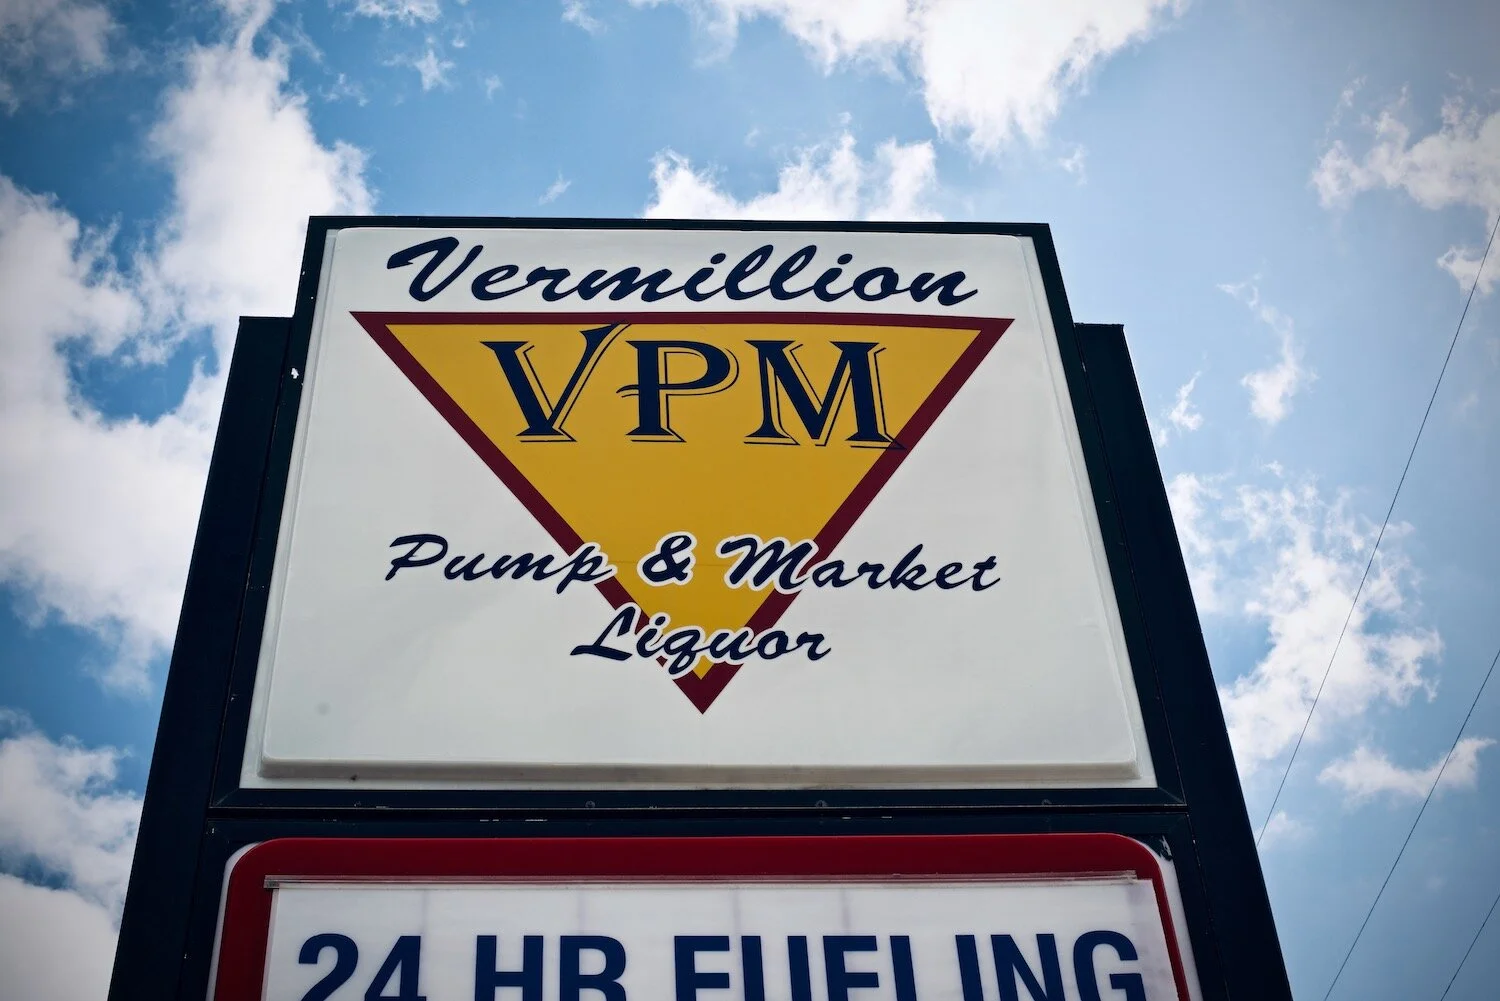 Vermillion
VPM
Pump & Market
Liquor
24 HR FUELING